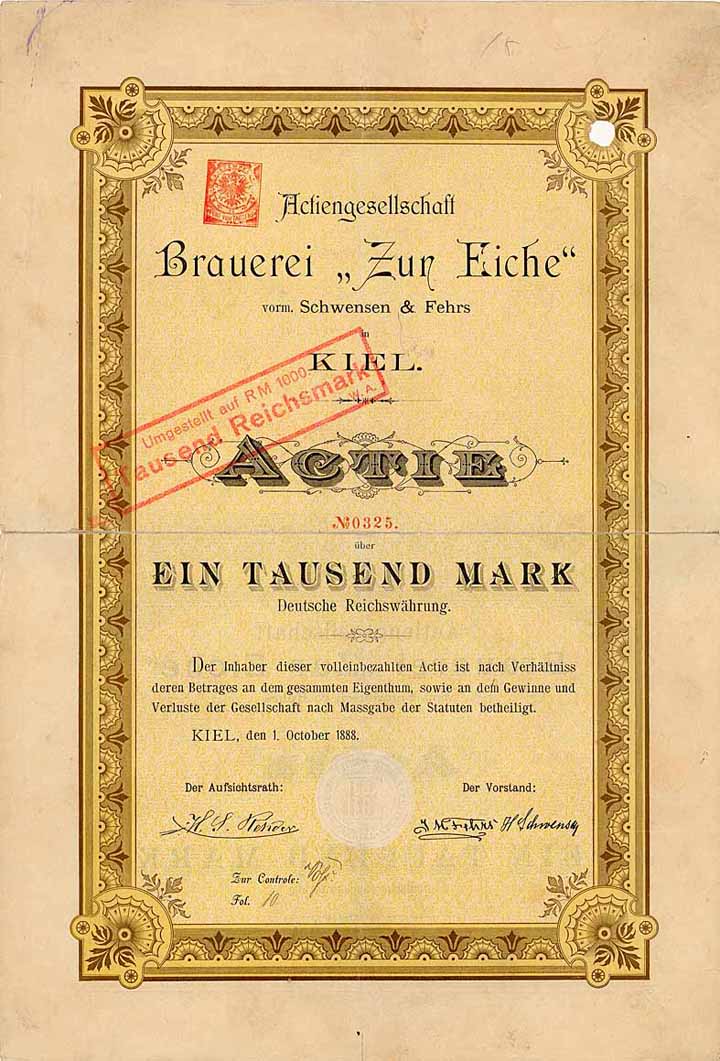 Actiengesellschaft
Brauerei „Zur Eiche“
vorm. Schwensen & Fehrs
in
KIEL.
Umgestellt auf RM 1000.-
Tausend Reichsmark
W. A.
ACTIE
№ 0325.
über
EIN TAUSEND MARK
Deutsche Reichswährung.
Der Inhaber dieser volleinbezahlten Actie ist nach Verhältniss
deren Betrages an dem gesammten Eigenthum, sowie an dem Gewinne und
Verluste der Gesellschaft nach Massgabe der Statuten betheiligt.
KIEL, den 1. October 1888.
Der Aufsichtsrath: Der Vorstand:
H Schwensen
Zur Controle:
Fol. 10